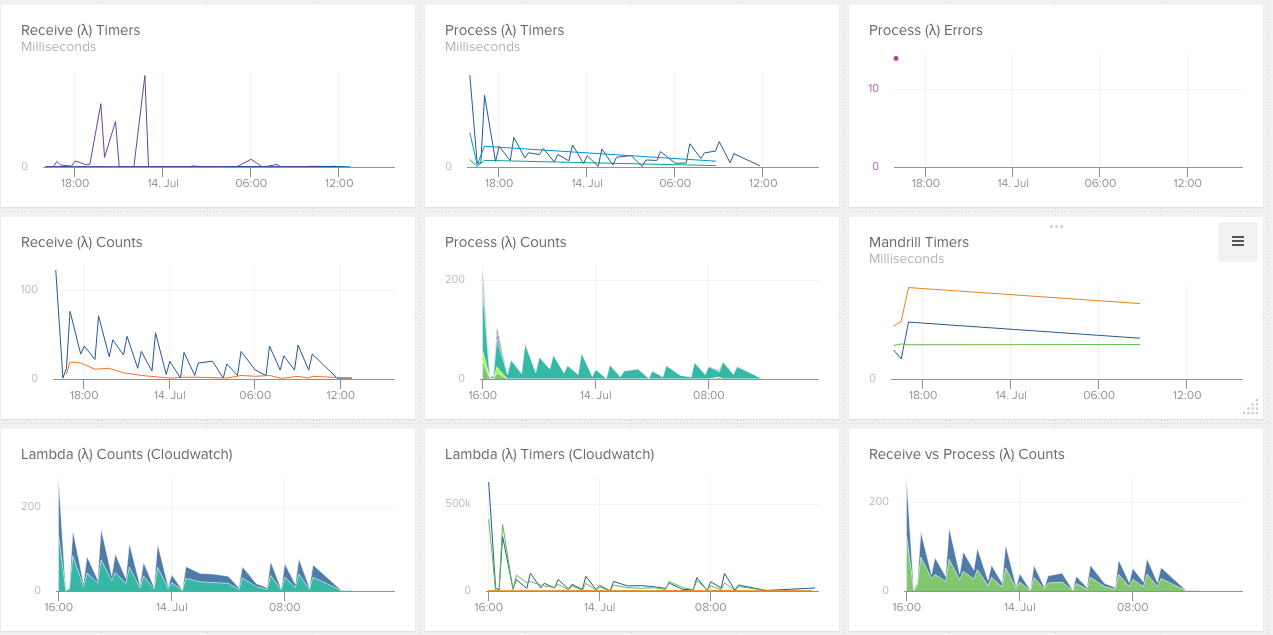 Receive (λ) Timers
Milliseconds
0
18:00 14. Jul 06:00 12:00
Process (λ) Timers
Milliseconds
0
18:00 14. Jul 06:00 12:00
Process (λ) Errors
10
0
18:00 14. Jul 06:00 12:00
Receive (λ) Counts
100
0
18:00 14. Jul 06:00 12:00
Process (λ) Counts
200
0
16:00 14. Jul 08:00
Mandrill Timers
Milliseconds
0
18:00 14. Jul 06:00 12:00
Lambda (λ) Counts (Cloudwatch)
200
0
16:00 14. Jul 08:00
Lambda (λ) Timers (Cloudwatch)
500k
0
16:00 14. Jul 08:00
Receive vs Process (λ) Counts
200
0
16:00 14. Jul 08:00